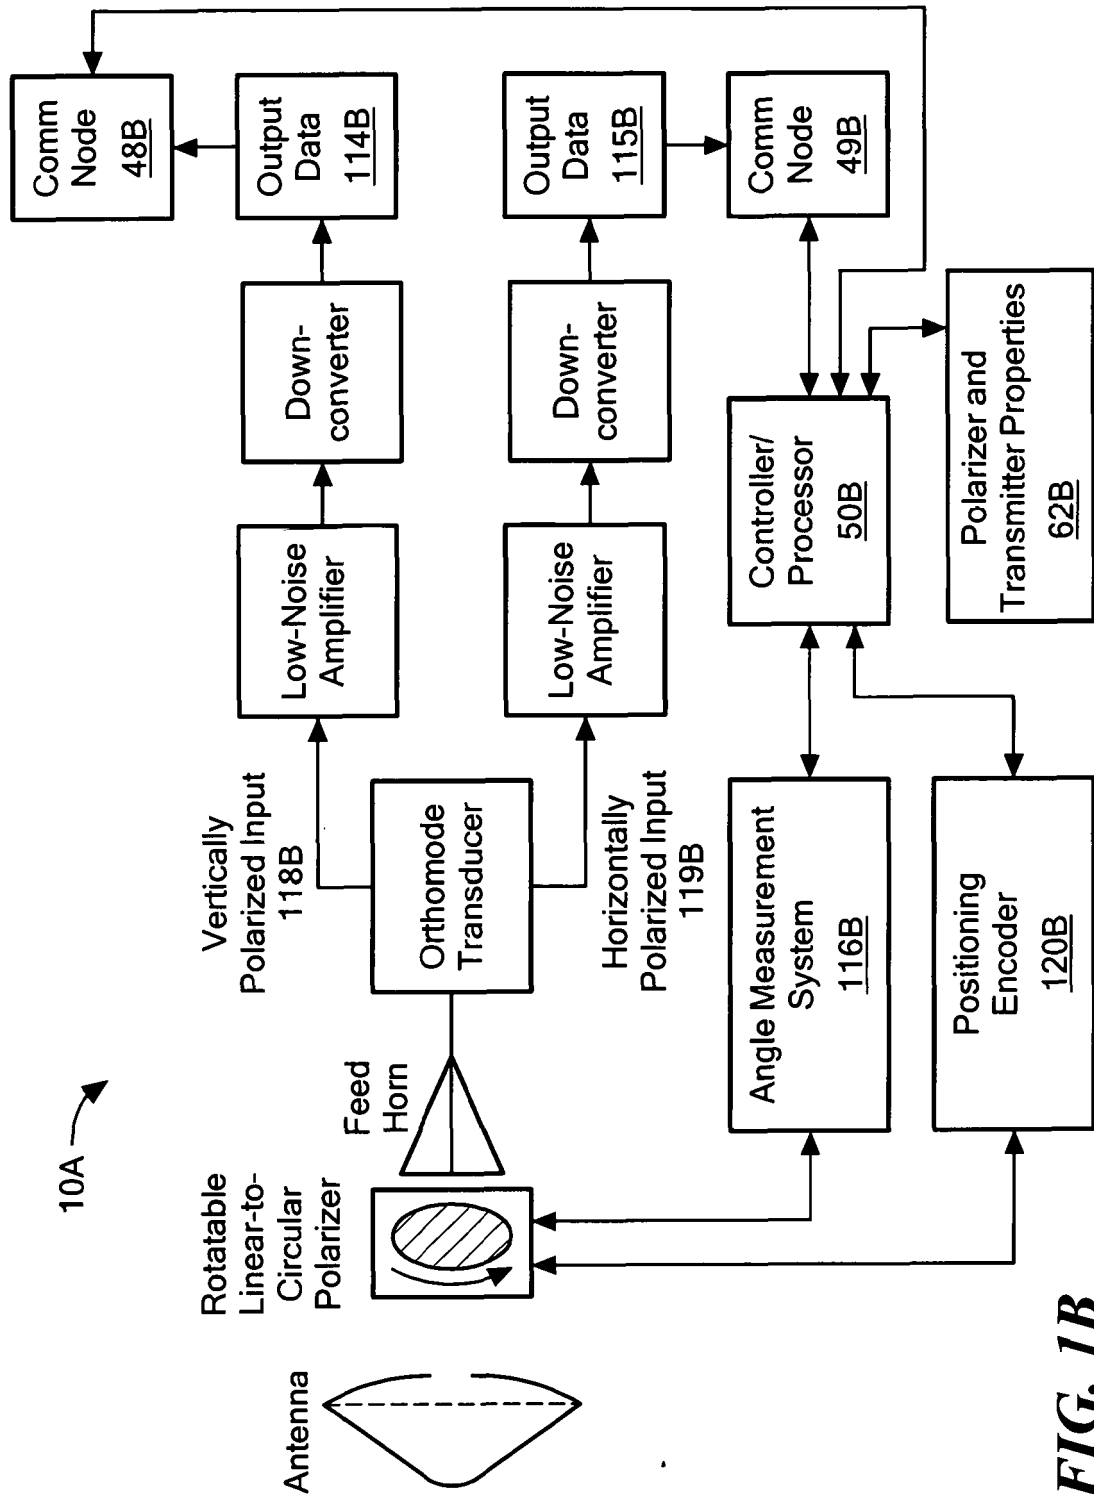 10A
Antenna
Rotatable
Linear-to-
Circular
Polarizer
Feed
Horn
Orthomode
Transducer
Vertically
Polarized Input
118B
Horizontally
Polarized Input
119B
Low-Noise
Amplifier
Down-
converter
Output
Data
114B
Comm
Node
48B
Low-Noise
Amplifier
Down-
converter
Output
Data
115B
Comm
Node
49B
Angle Measurement
System
116B
Controller/
Processor
50B
Positioning
Encoder
120B
Polarizer and
Transmitter Properties
62B
FIG. 1B